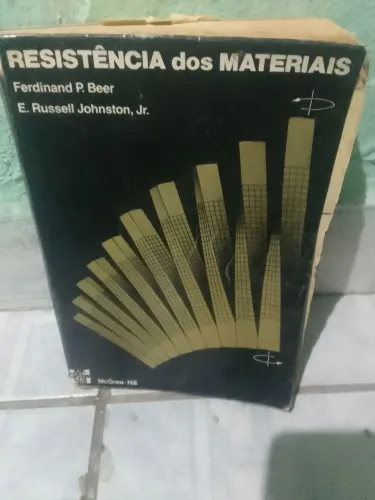 RESISTÊNCIA dos MATERIAIS
Ferdinand P. Beer
E. Russell Johnston, Jr.
McGraw-Hill